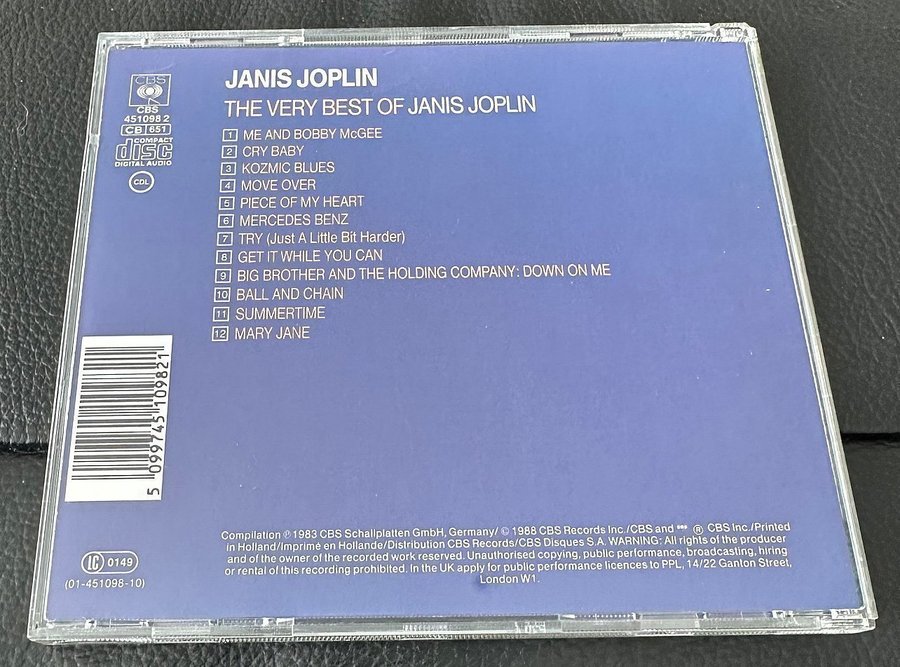 CBS
CBS
451098 2
CB 651
COMPACT
disc
DIGITAL AUDIO
CDL
JANIS JOPLIN
THE VERY BEST OF JANIS JOPLIN
1 ME AND BOBBY McGEE
2 CRY BABY
3 KOZMIC BLUES
4 MOVE OVER
5 PIECE OF MY HEART
6 MERCEDES BENZ
7 TRY (Just A Little Bit Harder)
8 GET IT WHILE YOU CAN
9 BIG BROTHER AND THE HOLDING COMPANY: DOWN ON ME
10 BALL AND CHAIN
11 SUMMERTIME
12 MARY JANE
5 099745 109821
Compilation ℗ 1983 CBS Schallplatten GmbH, Germany/ © 1988 CBS Records Inc./CBS and ® CBS Inc./Printed
in Holland/Imprimé en Hollande/Distribution CBS Records/CBS Disques S.A. WARNING: All rights of the producer
and of the owner of the recorded work reserved. Unauthorised copying, public performance, broadcasting, hiring
or rental of this recording prohibited. In the UK apply for public performance licences to PPL, 14/22 Ganton Street,
London W1.
LC 0149
(01-451098-10)